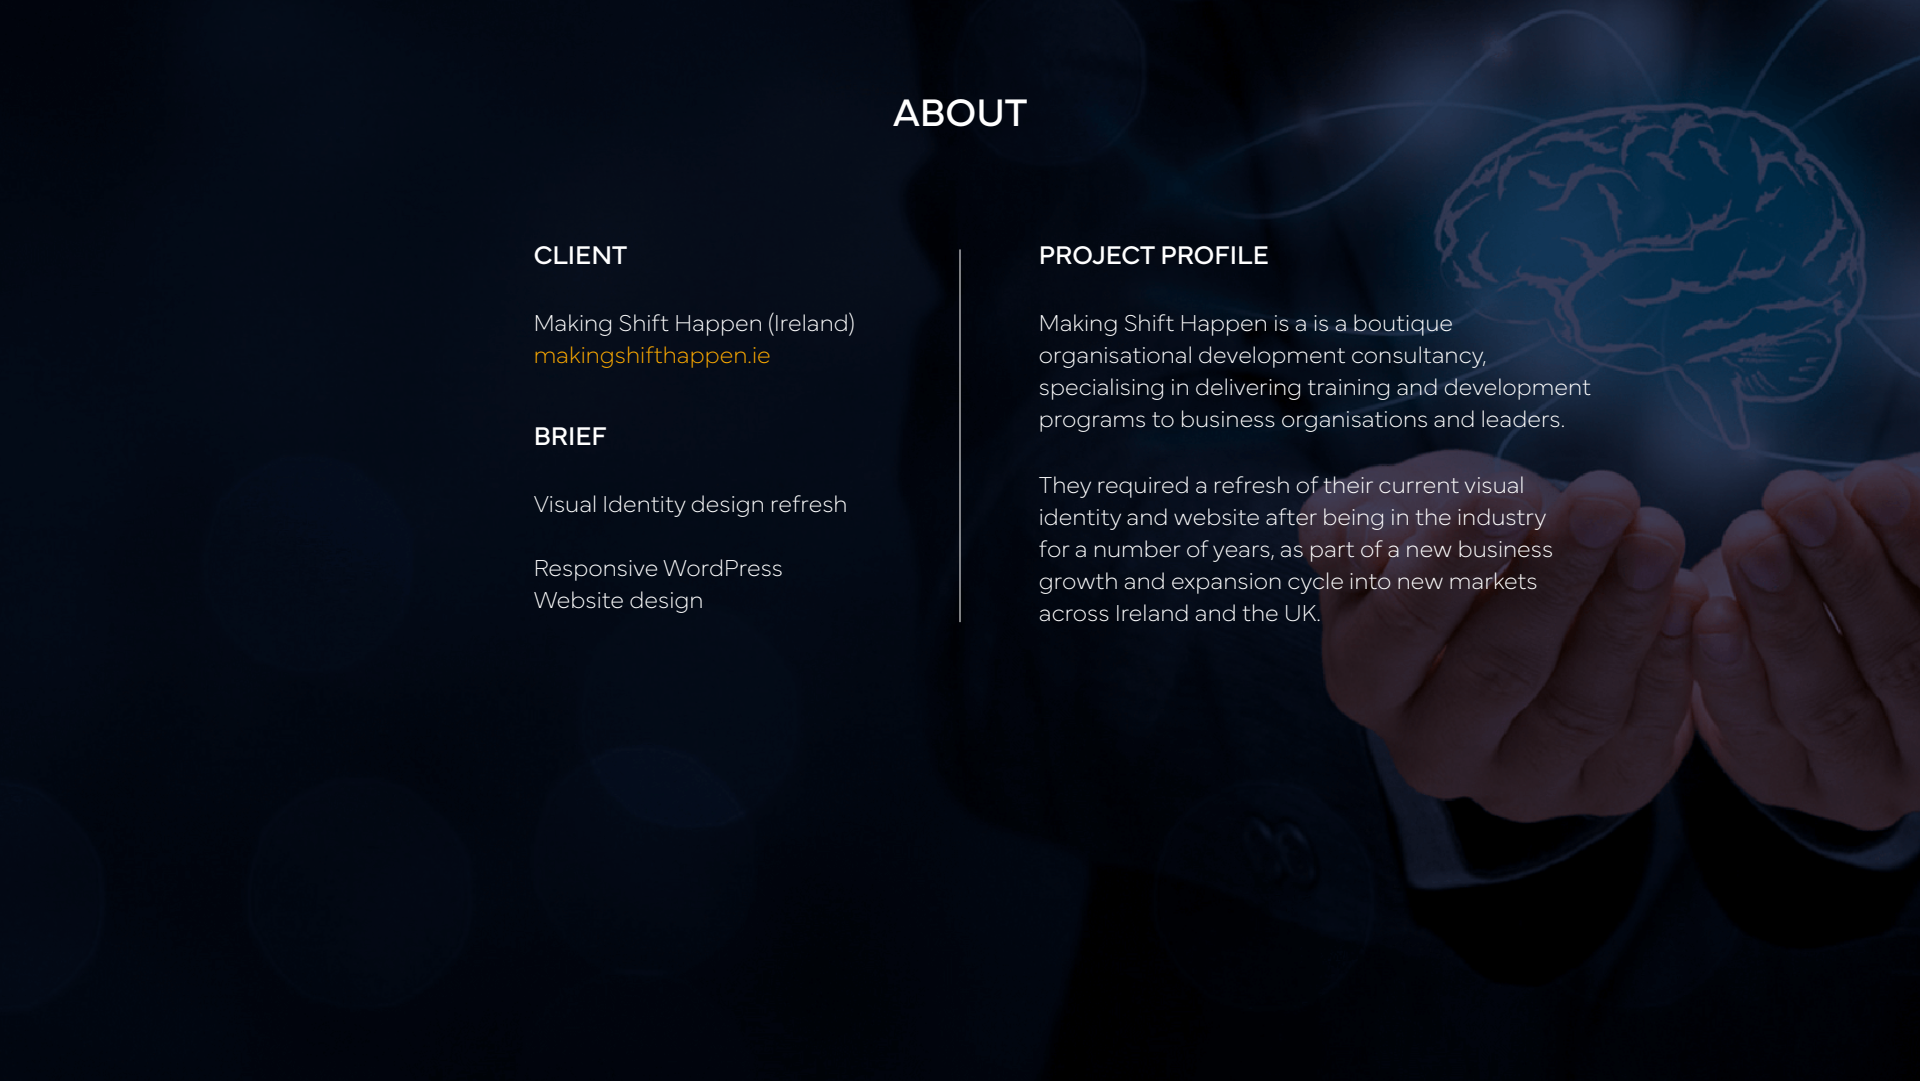 ABOUT
CLIENT
Making Shift Happen (Ireland)
makingshifthappen.ie
BRIEF
Visual Identity design refresh
Responsive WordPress
Website design
PROJECT PROFILE
Making Shift Happen is a is a boutique
organisational development consultancy,
specialising in delivering training and development
programs to business organisations and leaders.
They required a refresh of their current visual
identity and website after being in the industry
for a number of years, as part of a new business
growth and expansion cycle into new markets
across Ireland and the UK.